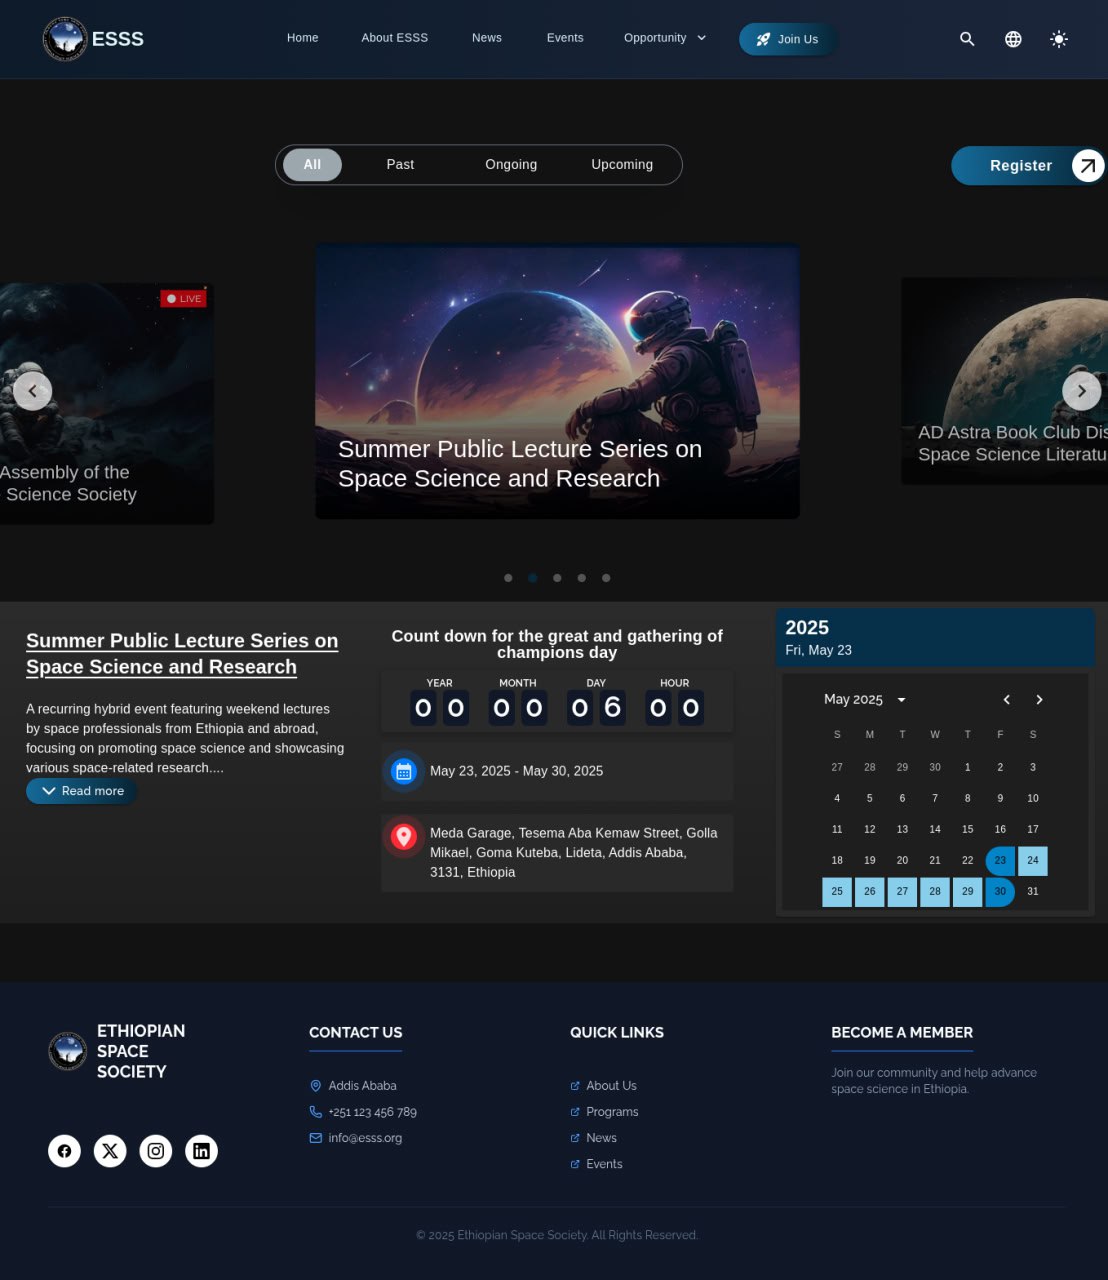 ESSS
Home
About ESSS
News
Events
Opportunity
Join Us
All
Past
Ongoing
Upcoming
Register
LIVE
Assembly of the
Science Society
Summer Public Lecture Series on
Space Science and Research
AD Astra Book Club
Space Science
Summer Public Lecture Series on
Space Science and Research
A recurring hybrid event featuring weekend lectures
by space professionals from Ethiopia and abroad,
focusing on promoting space science and showcasing
various space-related research....
Read more
Count down for the great and gathering of
champions day
YEAR MONTH DAY HOUR
0 0 0 0 0 6 0 0
May 23, 2025 - May 30, 2025
Meda Garage, Tesema Aba Kemaw Street, Golla
Mikael, Goma Kuteba, Lideta, Addis Ababa,
3131, Ethiopia
2025
Fri, May 23
May 2025
S M T W T F S
27 28 29 30 1 2 3
4 5 6 7 8 9 10
11 12 13 14 15 16 17
18 19 20 21 22 23 24
25 26 27 28 29 30 31
ETHIOPIAN
SPACE
SOCIETY
CONTACT US
Addis Ababa
+251 123 456 789
info@esss.org
QUICK LINKS
About Us
Programs
News
Events
BECOME A MEMBER
Join our community and help advance
space science in Ethiopia.
© 2025 Ethiopian Space Society. All Rights Reserved.